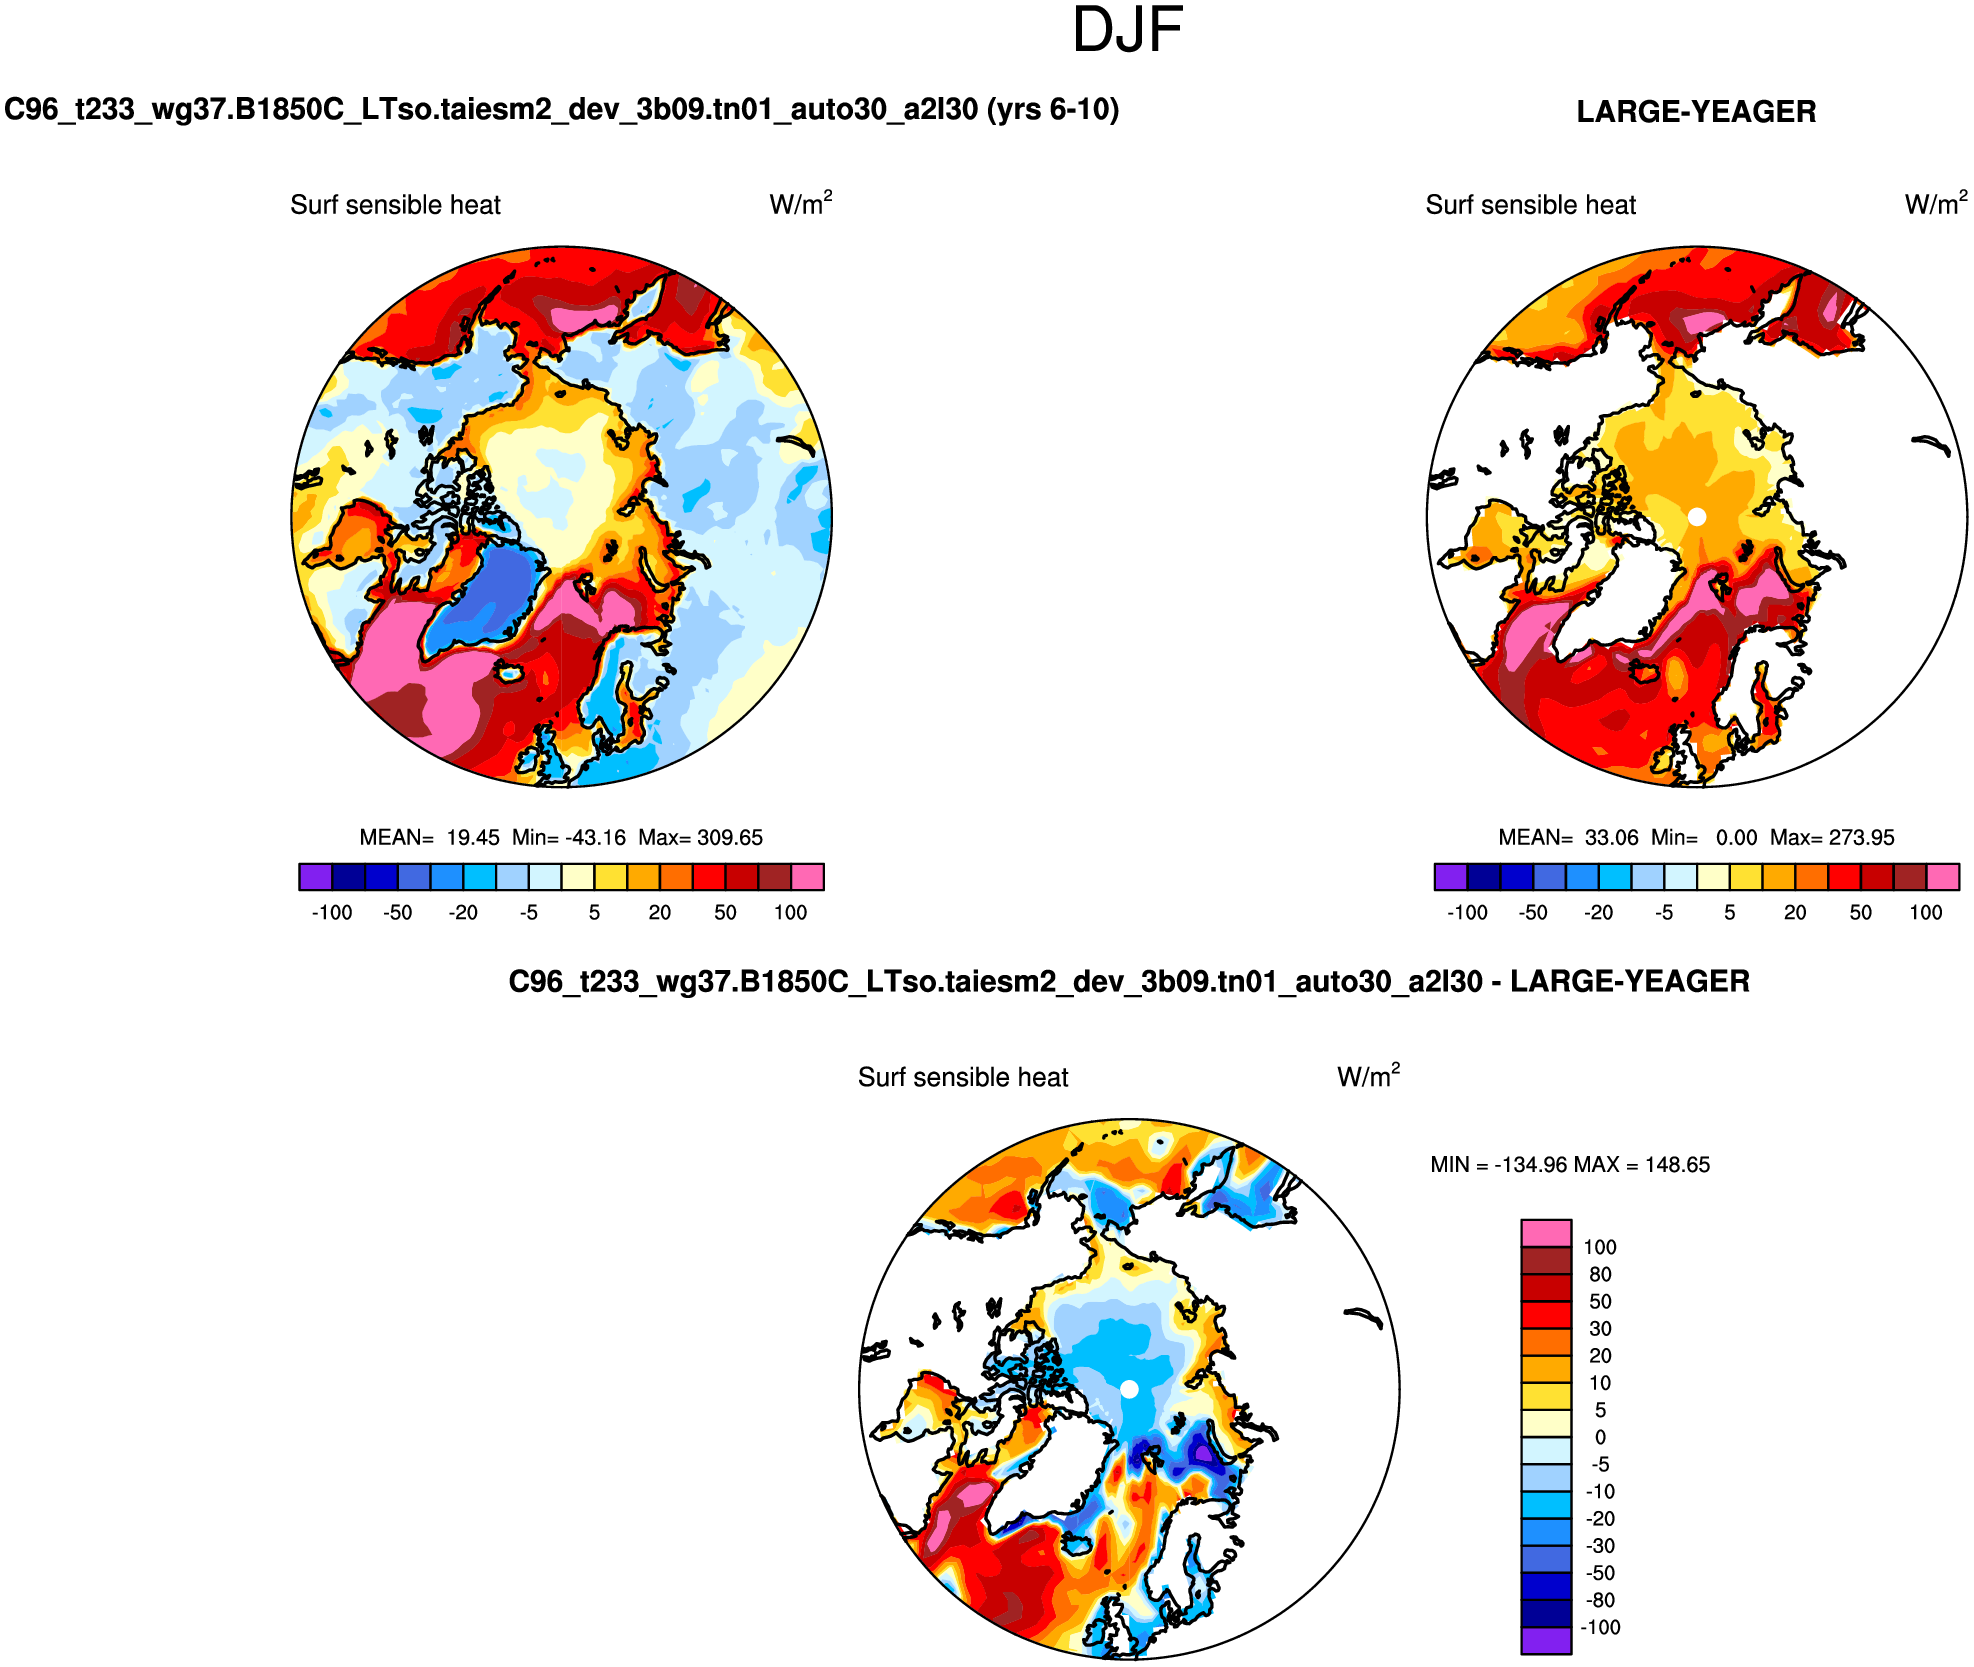 DJF
C96_t233_wg37.B1850C_LTso.taiesm2_dev_3b09.tn01_auto30_a2l30 (yrs 6-10)
LARGE-YEAGER
Surf sensible heat W/m2
Surf sensible heat W/m2
MEAN= 19.45 Min= -43.16 Max= 309.65
MEAN= 33.06 Min= 0.00 Max= 273.95
-100 -50 -20 -5 5 20 50 100
-100 -50 -20 -5 5 20 50 100
C96_t233_wg37.B1850C_LTso.taiesm2_dev_3b09.tn01_auto30_a2l30 - LARGE-YEAGER
Surf sensible heat W/m2
MIN = -134.96 MAX = 148.65
100
80
50
30
20
10
5
0
-5
-10
-20
-30
-50
-80
-100